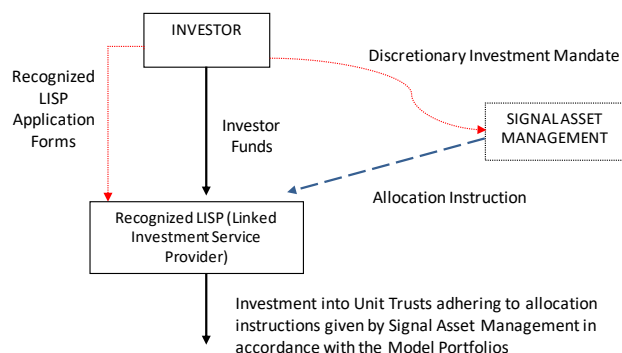 INVESTOR
Discretionary Investment Mandate
Recognized
LISP
Application
Forms
SIGNAL ASSET
MANAGEMENT
Investor
Funds
Allocation Instruction
Recognized LISP (Linked
Investment Service
Provider)
Investment into Unit Trusts adhering to allocation
instructions given by Signal Asset Management in
accordance with the Model Portfolios